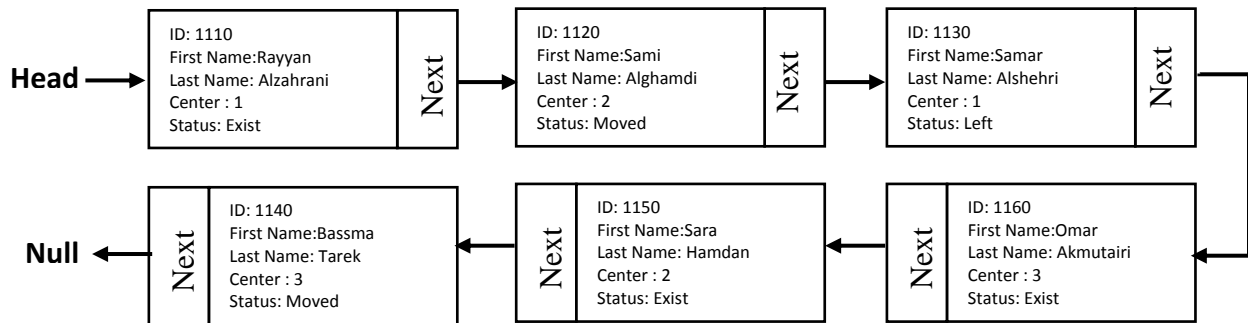 Head
ID: 1110
First Name:Rayyan
Last Name: Alzahrani
Center : 1
Status: Exist
Next
ID: 1120
First Name:Sami
Last Name: Alghamdi
Center : 2
Status: Moved
Next
ID: 1130
First Name:Samar
Last Name: Alshehri
Center : 1
Status: Left
Next
ID: 1160
First Name:Omar
Last Name: Akmutairi
Center : 3
Status: Exist
Next
ID: 1150
First Name:Sara
Last Name: Hamdan
Center : 2
Status: Exist
Next
ID: 1140
First Name:Bassma
Last Name: Tarek
Center : 3
Status: Moved
Next
Null